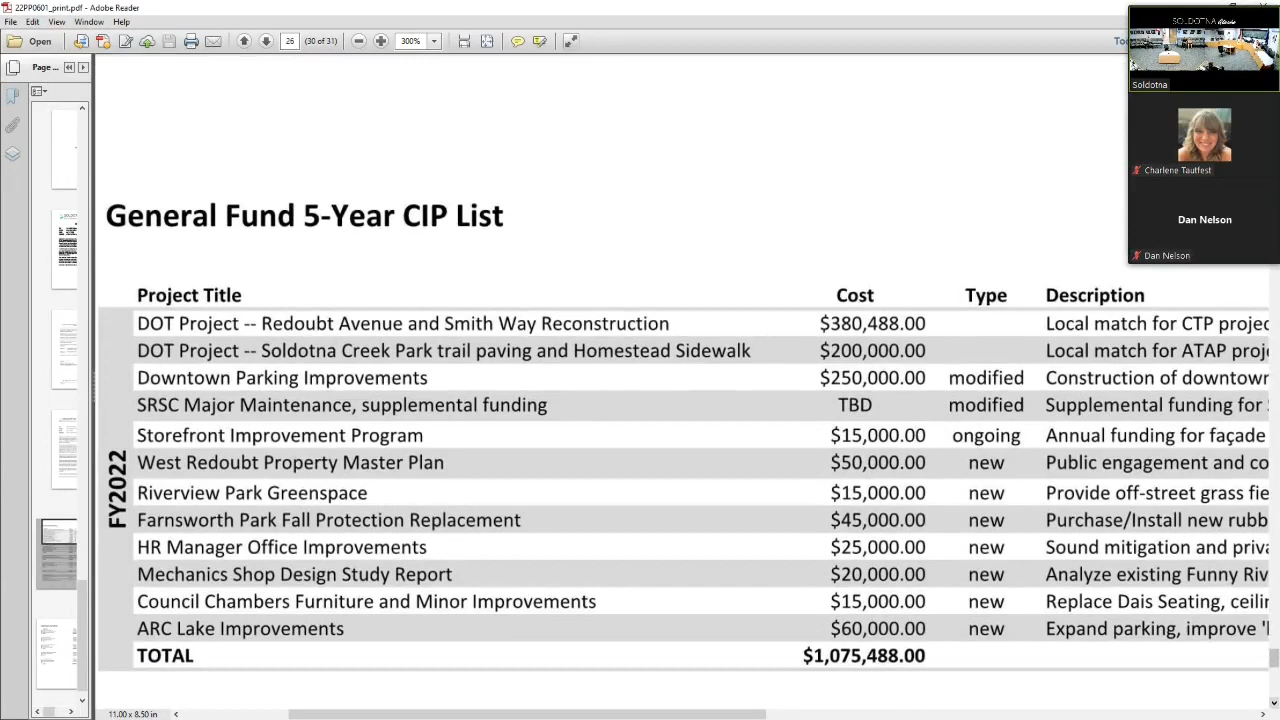 22PP0601_print.pdf - Adobe Reader
File Edit View Window Help
Open 26 (30 of 31) 300%
Page ...
SOLDOTNA
Soldotna
Charlene Tautfest
Dan Nelson
Dan Nelson
General Fund 5-Year CIP List
Project Title Cost Type Description
FY2022
DOT Project -- Redoubt Avenue and Smith Way Reconstruction $380,488.00 Local match for CTP projec
DOT Project -- Soldotna Creek Park trail paving and Homestead Sidewalk $200,000.00 Local match for ATAP proj
Downtown Parking Improvements $250,000.00 modified Construction of downtown
SRSC Major Maintenance, supplemental funding TBD modified Supplemental funding for
Storefront Improvement Program $15,000.00 ongoing Annual funding for façade
West Redoubt Property Master Plan $50,000.00 new Public engagement and co
Riverview Park Greenspace $15,000.00 new Provide off-street grass fie
Farnsworth Park Fall Protection Replacement $45,000.00 new Purchase/Install new rubb
HR Manager Office Improvements $25,000.00 new Sound mitigation and priva
Mechanics Shop Design Study Report $20,000.00 new Analyze existing Funny Riv
Council Chambers Furniture and Minor Improvements $15,000.00 new Replace Dais Seating, ceilin
ARC Lake Improvements $60,000.00 new Expand parking, improve 'l
TOTAL $1,075,488.00
11.00 x 8.50 in